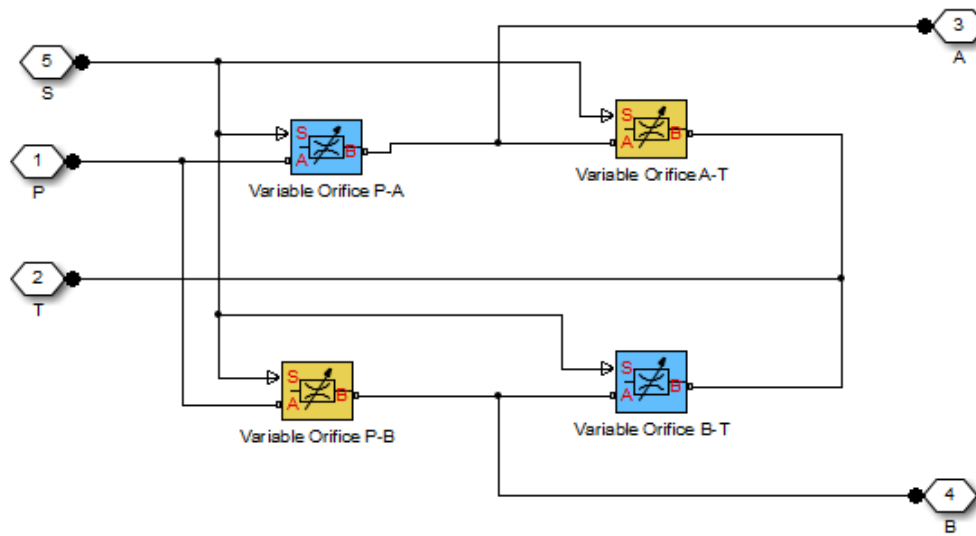 3
A
5
S
S
A
B
Variable Orifice A-T
S
A
B
Variable Orifice P-A
1
P
2
T
S
A
B
Variable Orifice B-T
S
A
B
Variable Orifice P-B
4
B